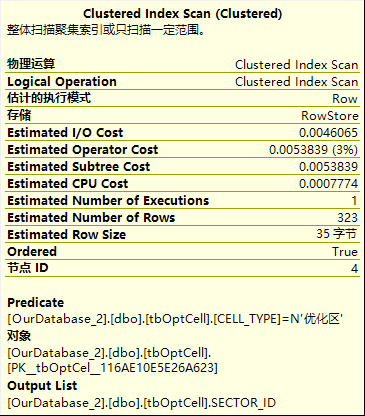 Clustered Index Scan (Clustered)
整体扫描聚集索引或只扫描一定范围。
物理运算 Clustered Index Scan
Logical Operation Clustered Index Scan
估计的执行模式 Row
存储 RowStore
Estimated I/O Cost 0.0046065
Estimated Operator Cost 0.0053839 (3%)
Estimated Subtree Cost 0.0053839
Estimated CPU Cost 0.0007774
Estimated Number of Executions 1
Estimated Number of Rows 323
Estimated Row Size 35 字节
Ordered True
节点 ID 4
Predicate
[OurDatabase_2].[dbo].[tbOptCell].[CELL_TYPE]=N'优化区'
对象
[OurDatabase_2].[dbo].[tbOptCell].
[PK__tbOptCel__116AE10E5E26A623]
Output List
[OurDatabase_2].[dbo].[tbOptCell].SECTOR_ID